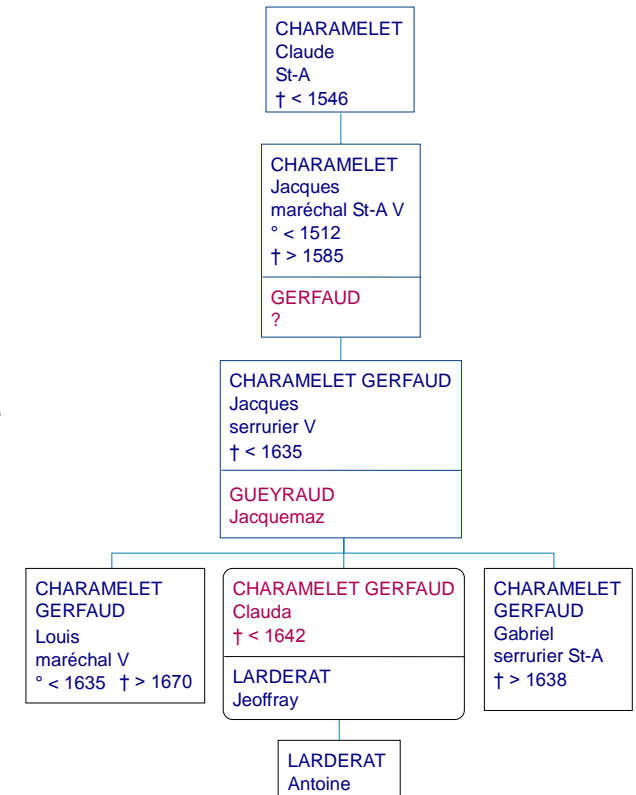 CHARAMELET
Claude
St-A
† < 1546
CHARAMELET
Jacques
maréchal St-A V
° < 1512
† > 1585
GERFAUD
?
CHARAMELET GERFAUD
Jacques
serrurier V
† < 1635
GUEYRAUD
Jacquemaz
CHARAMELET
GERFAUD
Louis
maréchal V
° < 1635 † > 1670
CHARAMELET GERFAUD
Clauda
† < 1642
LARDERAT
Jeoffray
CHARAMELET
GERFAUD
Gabriel
serrurier St-A
† > 1638
LARDERAT
Antoine